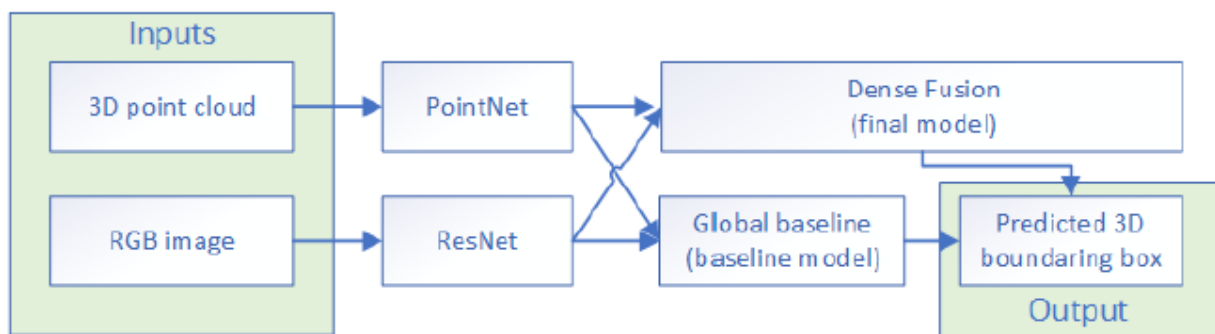 Inputs
3D point cloud
PointNet
Dense Fusion
(final model)
RGB image
ResNet
Global baseline
(baseline model)
Predicted 3D
boundaring box
Output